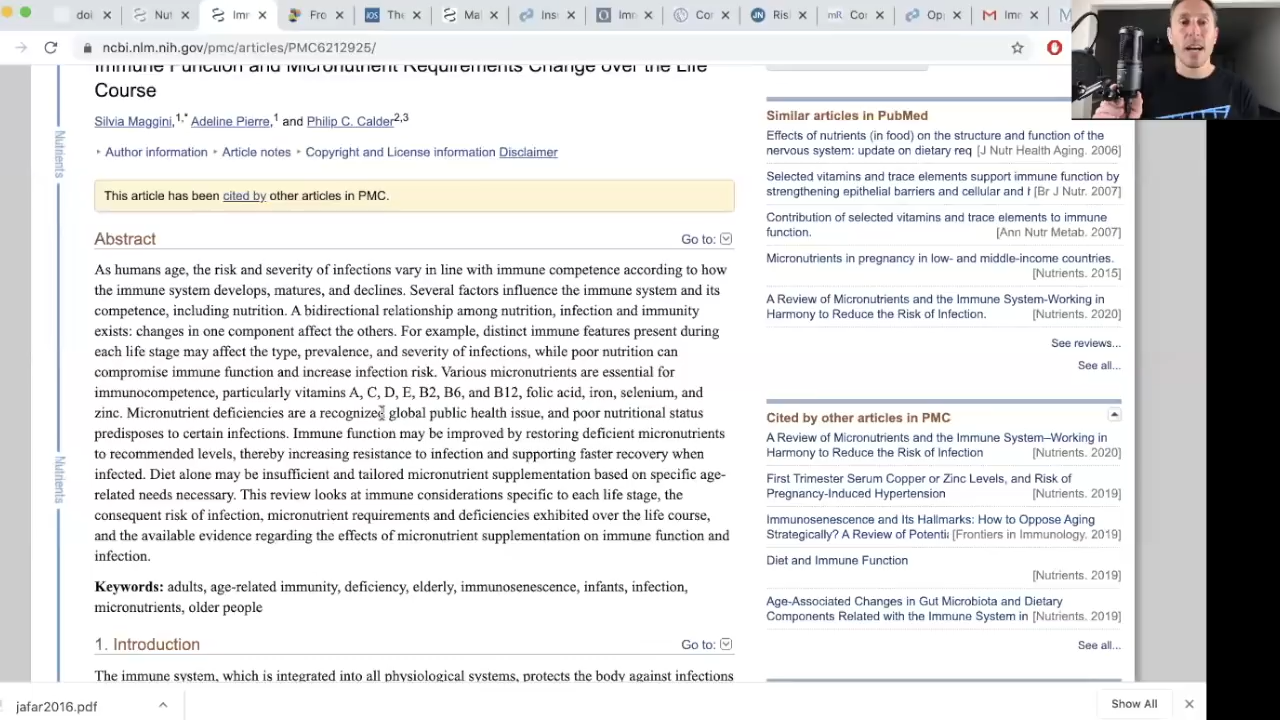 doi
Nut
Imr
Fro
The
Ma
Ins
Imr
Co
Ris
Co
Op
Imr
ncbi.nlm.nih.gov/pmc/articles/PMC6212925/
Immune Function and Micronutrient Requirements Change over the Life
Course
Silvia Maggini,1,* Adeline Pierre,1 and Philip C. Calder2,3
Author information Article notes Copyright and License information Disclaimer
This article has been cited by other articles in PMC.
Abstract
Go to:
As humans age, the risk and severity of infections vary in line with immune competence according to how
the immune system develops, matures, and declines. Several factors influence the immune system and its
competence, including nutrition. A bidirectional relationship among nutrition, infection and immunity
exists: changes in one component affect the others. For example, distinct immune features present during
each life stage may affect the type, prevalence, and severity of infections, while poor nutrition can
compromise immune function and increase infection risk. Various micronutrients are essential for
immunocompetence, particularly vitamins A, C, D, E, B2, B6, and B12, folic acid, iron, selenium, and
zinc. Micronutrient deficiencies are a recognized global public health issue, and poor nutritional status
predisposes to certain infections. Immune function may be improved by restoring deficient micronutrients
to recommended levels, thereby increasing resistance to infection and supporting faster recovery when
infected. Diet alone may be insufficient and tailored micronutrient supplementation based on specific age-
related needs necessary. This review looks at immune considerations specific to each life stage, the
consequent risk of infection, micronutrient requirements and deficiencies exhibited over the life course,
and the available evidence regarding the effects of micronutrient supplementation on immune function and
infection.
Keywords: adults, age-related immunity, deficiency, elderly, immunosenescence, infants, infection,
micronutrients, older people
1. Introduction
Go to:
The immune system, which is integrated into all physiological systems, protects the body against infections
Nutrients
Nutrients
Similar articles in PubMed
Effects of nutrients (in food) on the structure and function of the
nervous system: update on dietary req [J Nutr Health Aging. 2006]
Selected vitamins and trace elements support immune function by
strengthening epithelial barriers and cellular and [Br J Nutr. 2007]
Contribution of selected vitamins and trace elements to immune
function. [Ann Nutr Metab. 2007]
Micronutrients in pregnancy in low- and middle-income countries.
[Nutrients. 2015]
A Review of Micronutrients and the Immune System-Working in
Harmony to Reduce the Risk of Infection. [Nutrients. 2020]
See reviews...
See all...
Cited by other articles in PMC
A Review of Micronutrients and the Immune System–Working in
Harmony to Reduce the Risk of Infection [Nutrients. 2020]
First Trimester Serum Copper or Zinc Levels, and Risk of
Pregnancy-Induced Hypertension [Nutrients. 2019]
Immunosenescence and Its Hallmarks: How to Oppose Aging
Strategically? A Review of Potenti [Frontiers in Immunology. 2019]
Diet and Immune Function
[Nutrients. 2019]
Age-Associated Changes in Gut Microbiota and Dietary
Components Related with the Immune System in [Nutrients. 2019]
See all...
jafar2016.pdf
Show All